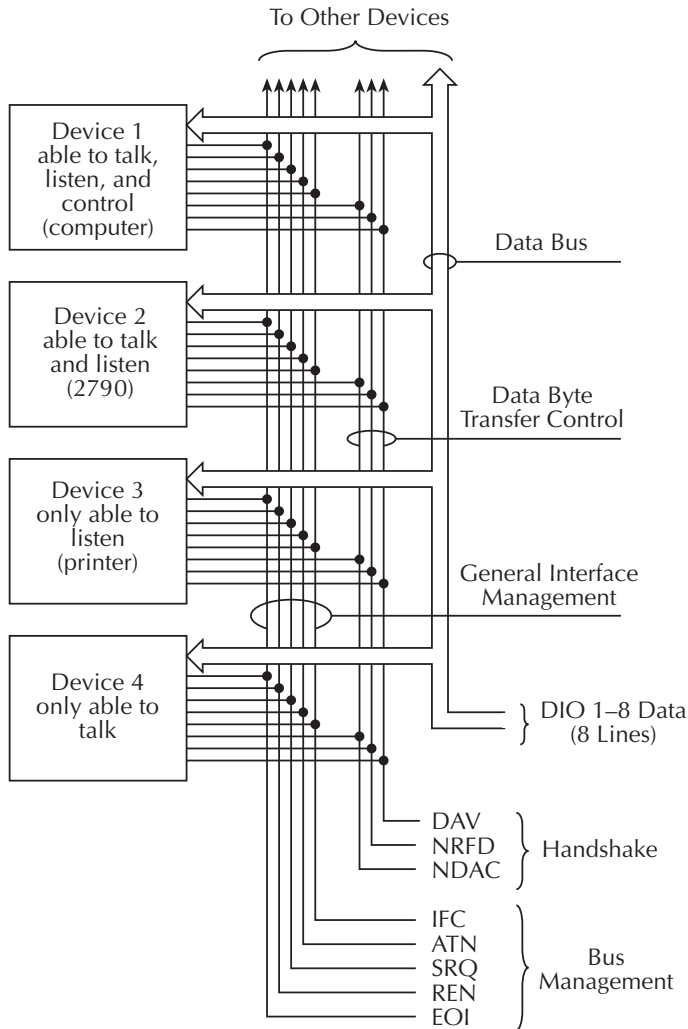 To Other Devices
Device 1
able to talk,
listen, and
control
(computer)
Data Bus
Device 2
able to talk
and listen
(2790)
Data Byte
Transfer Control
Device 3
only able to
listen
(printer)
General Interface
Management
Device 4
only able to
talk
DIO 1–8 Data
(8 Lines)
DAV
NRFD
NDAC
Handshake
IFC
ATN
SRQ
REN
EOI
Bus
Management